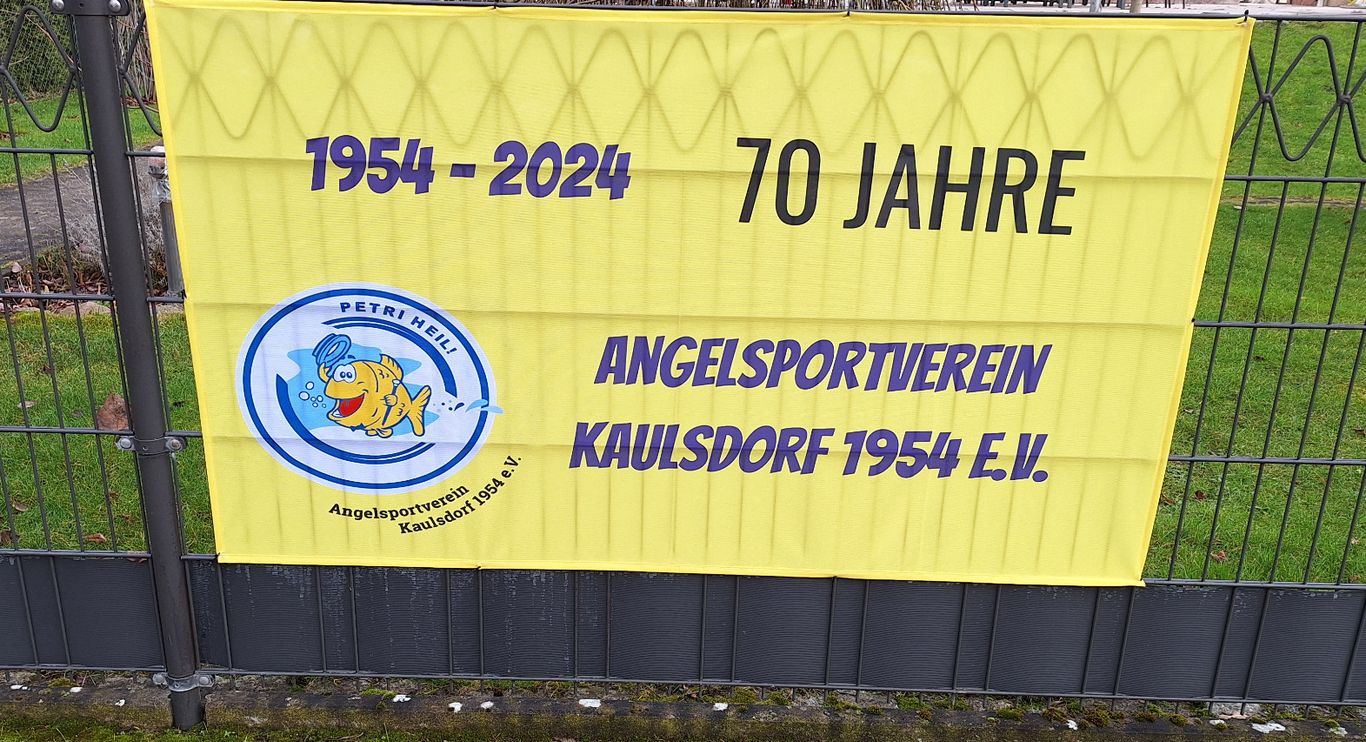 1954 - 2024
70 JAHRE
PETRI HEIL!
Angelsportverein
Kaulsdorf 1954 e.V.
ANGELSPORTVEREIN
KAULSDORF 1954 E.V.